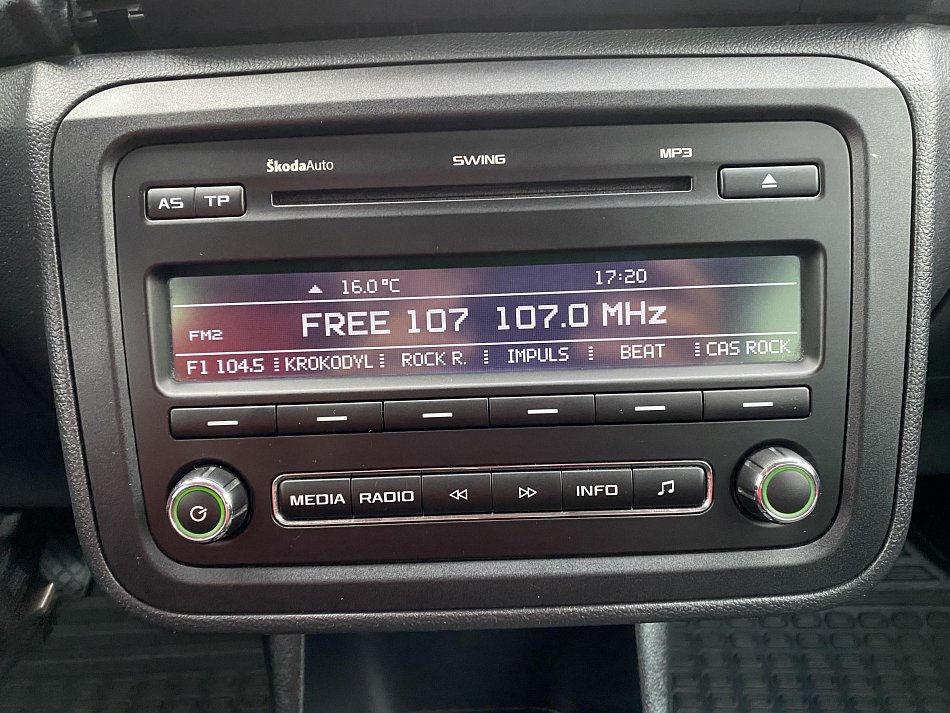 ŠkodaAuto SWING MP3
AS TP
16.0 °C 17:20
FM2 FREE 107 107.0 MHz
F1 104.5 KROKODYL ROCK R. IMPULS BEAT CAS ROCK
MEDIA RADIO INFO